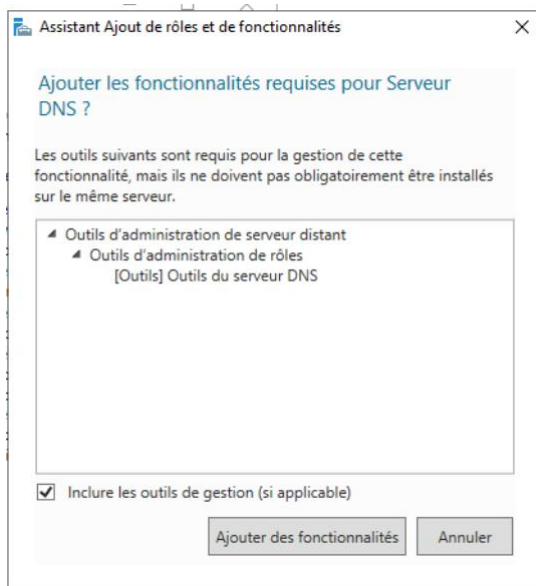 Assistant Ajout de rôles et de fonctionnalités
Ajouter les fonctionnalités requises pour Serveur
DNS ?
Les outils suivants sont requis pour la gestion de cette
fonctionnalité, mais ils ne doivent pas obligatoirement être installés
sur le même serveur.
Outils d'administration de serveur distant
Outils d'administration de rôles
[Outils] Outils du serveur DNS
Inclure les outils de gestion (si applicable)
Ajouter des fonctionnalités
Annuler